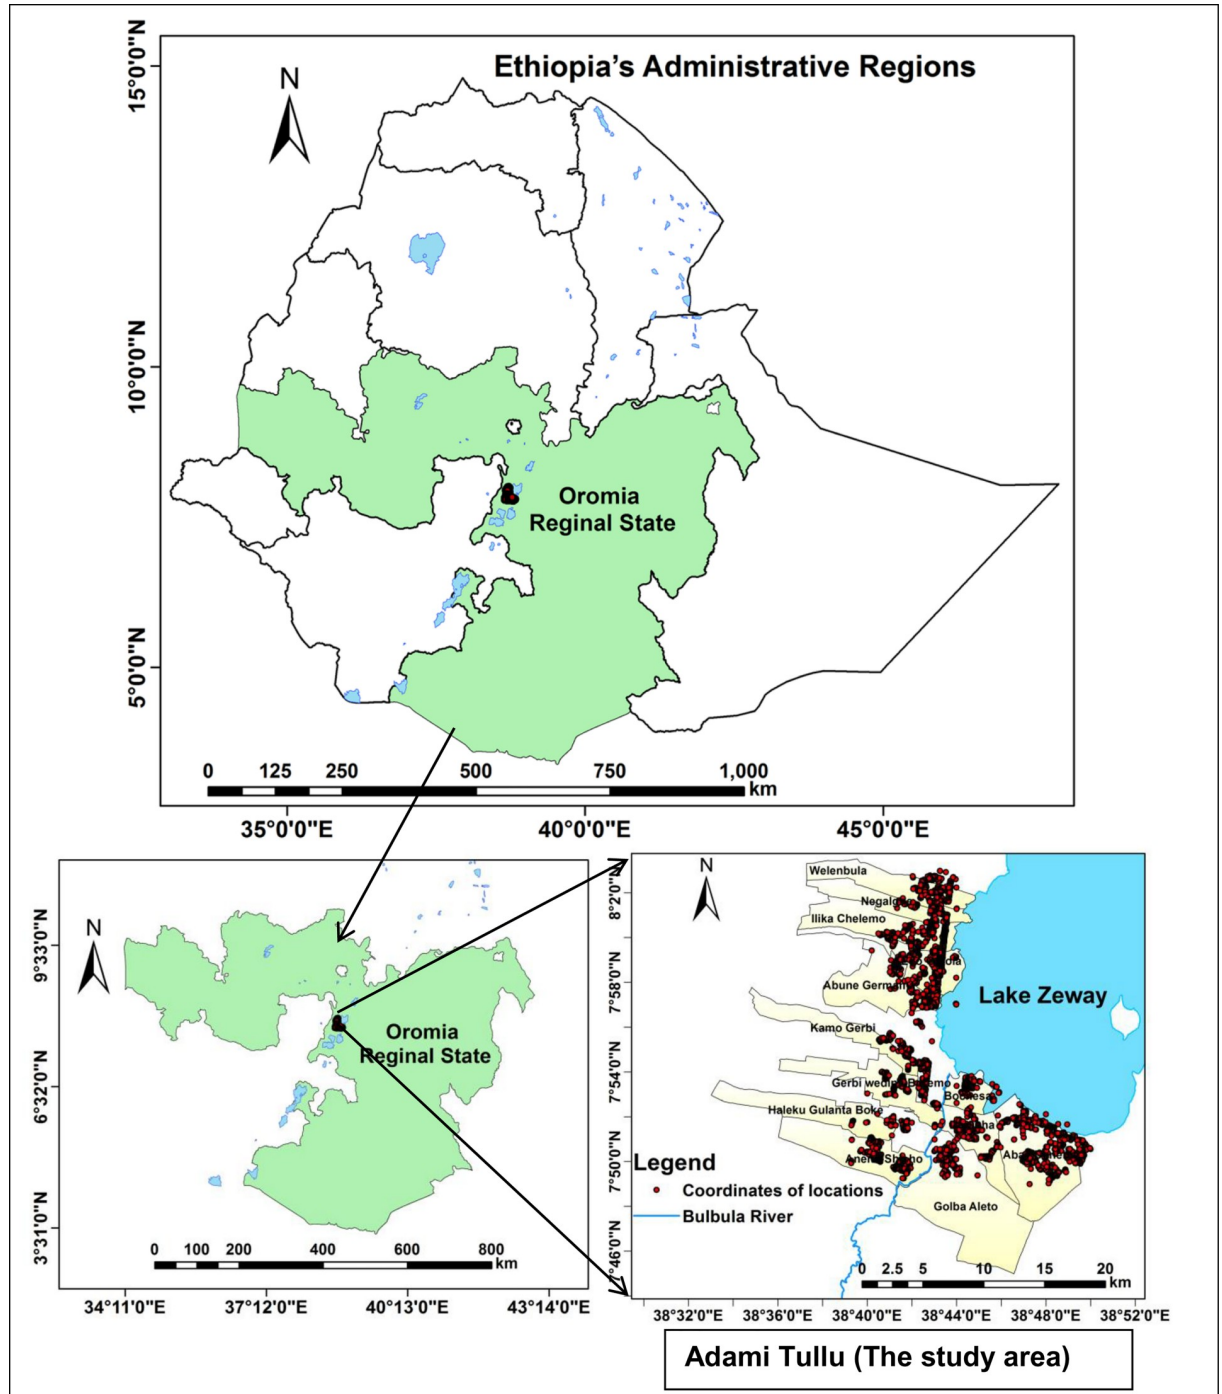 Ethiopia's Administrative Regions
N
15°0'0"N
10°0'0"N
5°0'0"N
Oromia
Reginal State
0 125 250 500 750 1,000
km
35°0'0"E 40°0'0"E 45°0'0"E
N
9°33'0"N
6°32'0"N
3°31'0"N
Oromia
Reginal State
0 100 200 400 600 800
km
34°11'0"E 37°12'0"E 40°13'0"E 43°14'0"E
N
8°2'0"N
7°58'0"N
7°54'0"N
7°50'0"N
7°46'0"N
Welenbula
Ilika Chelemo
Abune Germam
Lake Zeway
Kamo Gerbi
Haleku Gulanta Boke
Golba Aleto
Legend
Coordinates of locations
Bulbula River
0 2.5 5 10 15 20
km
38°32'0"E 38°36'0"E 38°40'0"E 38°44'0"E 38°48'0"E 38°52'0"E
Adami Tullu (The study area)